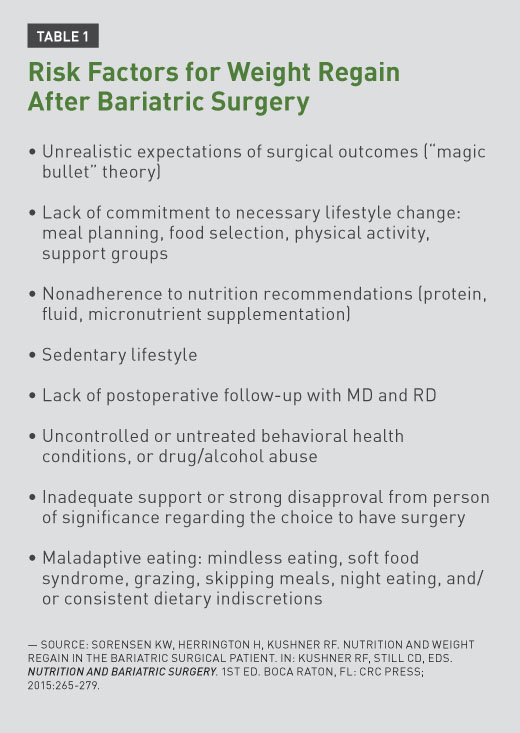 TABLE 1
Risk Factors for Weight Regain
After Bariatric Surgery
• Unrealistic expectations of surgical outcomes (“magic
bullet” theory)
• Lack of commitment to necessary lifestyle change:
meal planning, food selection, physical activity,
support groups
• Nonadherence to nutrition recommendations (protein,
fluid, micronutrient supplementation)
• Sedentary lifestyle
• Lack of postoperative follow-up with MD and RD
• Uncontrolled or untreated behavioral health
conditions, or drug/alcohol abuse
• Inadequate support or strong disapproval from person
of significance regarding the choice to have surgery
• Maladaptive eating: mindless eating, soft food
syndrome, grazing, skipping meals, night eating, and/
or consistent dietary indiscretions
— SOURCE: SORENSEN KW, HERRINGTON H, KUSHNER RF. NUTRITION AND WEIGHT
REGAIN IN THE BARIATRIC SURGICAL PATIENT. IN: KUSHNER RF, STILL CD, EDS.
NUTRITION AND BARIATRIC SURGERY. 1ST ED. BOCA RATON, FL: CRC PRESS;
2015:265-279.